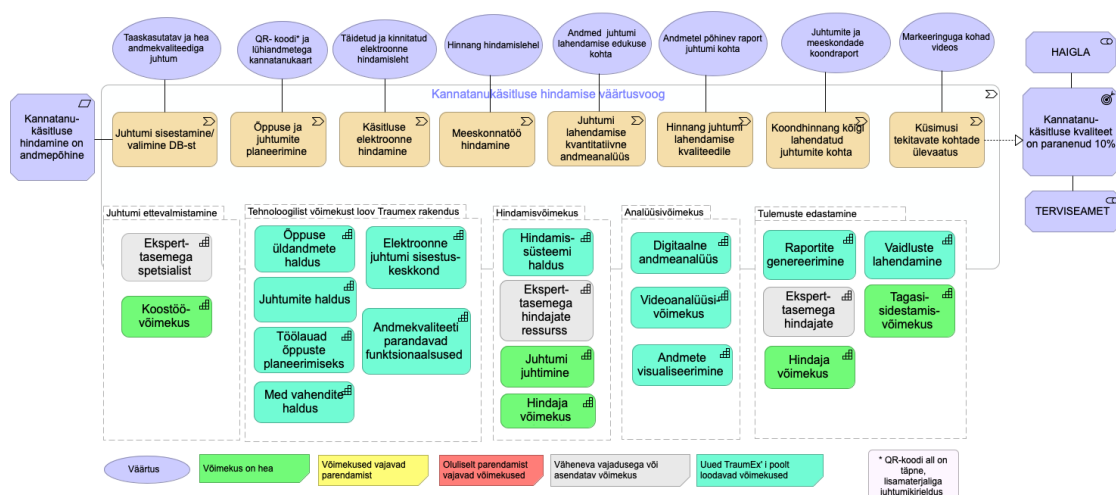 Taaskasutatav ja hea
andmekvaliteediga
juhtum
QR- koodi* ja
lühiandmetega
kannatanukaart
Täidetud ja kinnitatud
elektroonne
hindamisleht
Hinnang hindamislehel
Andmed juhtumi
lahendamise edukuse
kohta
Andmetel põhinev raport
juhtumi kohta
Juhtumite ja
meeskondade
koondraport
Markeeringuga kohad
videos
HAIGLA
Kannatanukäsitluse hindamise väärtusvoog
Kannatanu-
käsitluse
hindamine on
andmepõhine
Juhtumi sisestamine/
valimine DB-st
Õppuse ja
juhtumite
planeerimine
Käsitluse
elektroonne
hindamine
Meeskonnatöö
hindamine
Juhtumi
lahendamise
kvantitatiivne
andmeanalüüs
Hinnang juhtumi
lahendamise
kvaliteedile
Koondhinnang kõigi
lahendatud
juhtumite kohta
Küsimusi
tekitavate kohtade
ülevaatus
Kannatanu-
käsitluse kvaliteet
on paranenud 10%
TERVISEAMET
Juhtumi ettevalmistamine
Ekspert-
tasemega
spetsialist
Koostöö-
võimekus
Tehnoloogilist võimekust loov Traumex rakendus
Õppuse
üldandmete
haldus
Elektroonne
juhtumi sisestus-
keskkond
Juhtumite haldus
Töölauad
õppuste
planeerimiseks
Andmekvaliteeti
parandavad
funktsionaalsused
Med vahendite
haldus
Hindamisvõimekus
Hindamis-
süsteemi
haldus
Ekspert-
tasemega
hindajate
ressurss
Juhtumi
juhtimine
Hindaja
võimekus
Analüüsivõimekus
Digitaalne
andmeanalüüs
Videoanalüüsi-
võimekus
Andmete
visualiseerimine
Tulemuste edastamine
Raportite
genereerimine
Vaidluste
lahendamine
Ekspert-
tasemega
hindajate
Tagasi-
sidestamis-
võimekus
Hindaja
võimekus
Väärtus
Võimekus on hea
Võimekused vajavad
parendamist
Oluliselt parendamist
vajavad võimekused
Väheneva vajadusega või
asendatav võimekus
Uued TraumEx' i poolt
loodavad võimekused
* QR-koodi all on
täpne,
lisamaterjaliga
juhtumikirjeldus